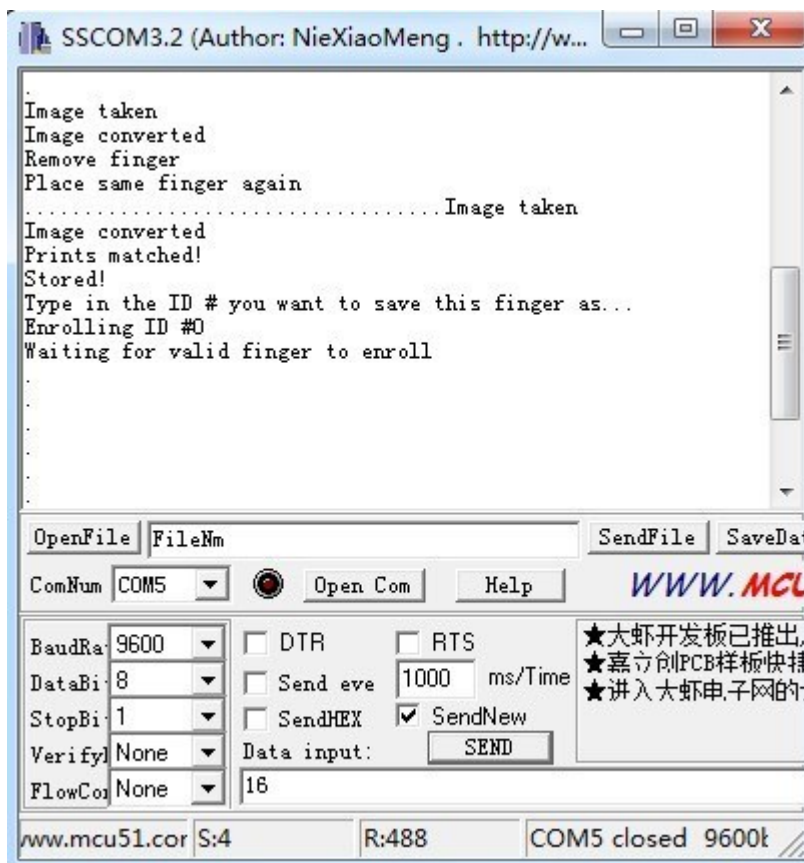 SSCOM3.2 (Author: NieXiaoMeng . http://w...
.
Image taken
Image converted
Remove finger
Place same finger again
...................................Image taken
Image converted
Prints matched!
Stored!
Type in the ID # you want to save this finger as...
Enrolling ID #0
Waiting for valid finger to enroll
.
.
.
.
.
.
OpenFile FileNm SendFile SaveDa
ComNum COM5 Open Com Help WWW.MCU
BaudRa 9600 DTR RTS
DataBi 8 Send eve 1000 ms/Time
StopBi 1 SendHEX SendNew
Verify None Data input: SEND
FlowCo None 16
★大虾开发板已推出
★嘉立创PCB样板快捷
★进入大虾电子网的
www.mcu51.cor S:4 R:488 COM5 closed 9600